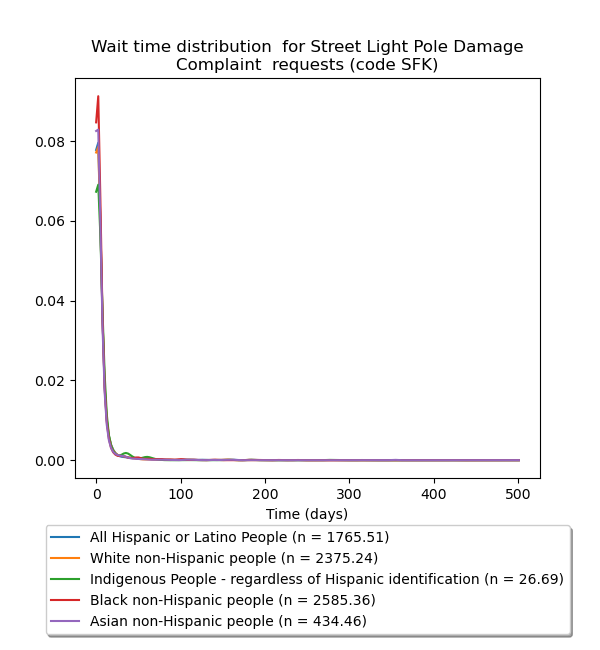 Wait time distribution  for Street Light Pole Damage
Complaint  requests (code SFK)
0.08
0.06
0.04
0.02
0.00
0
100
200
300
400
500
Time (days)
All Hispanic or Latino People (n = 1765.51)
White non-Hispanic people (n = 2375.24)
Indigenous People - regardless of Hispanic identification (n = 26.69)
Black non-Hispanic people (n = 2585.36)
Asian non-Hispanic people (n = 434.46)